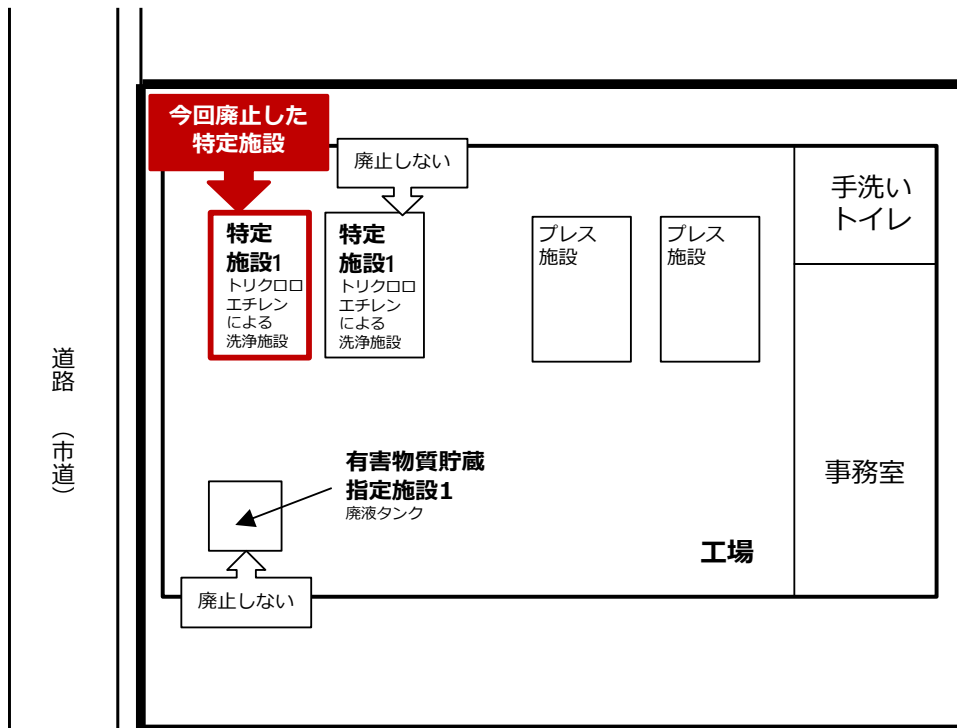 今回廃止した
特定施設
廃止しない
手洗い
トイレ
特定
施設1
トリクロロ
エチレン
による
洗浄施設
特定
施設1
トリクロロ
エチレン
による
洗浄施設
プレス
施設
プレス
施設
道路 （市道）
有害物質貯蔵
指定施設1
廃液タンク
事務室
工場
廃止しない